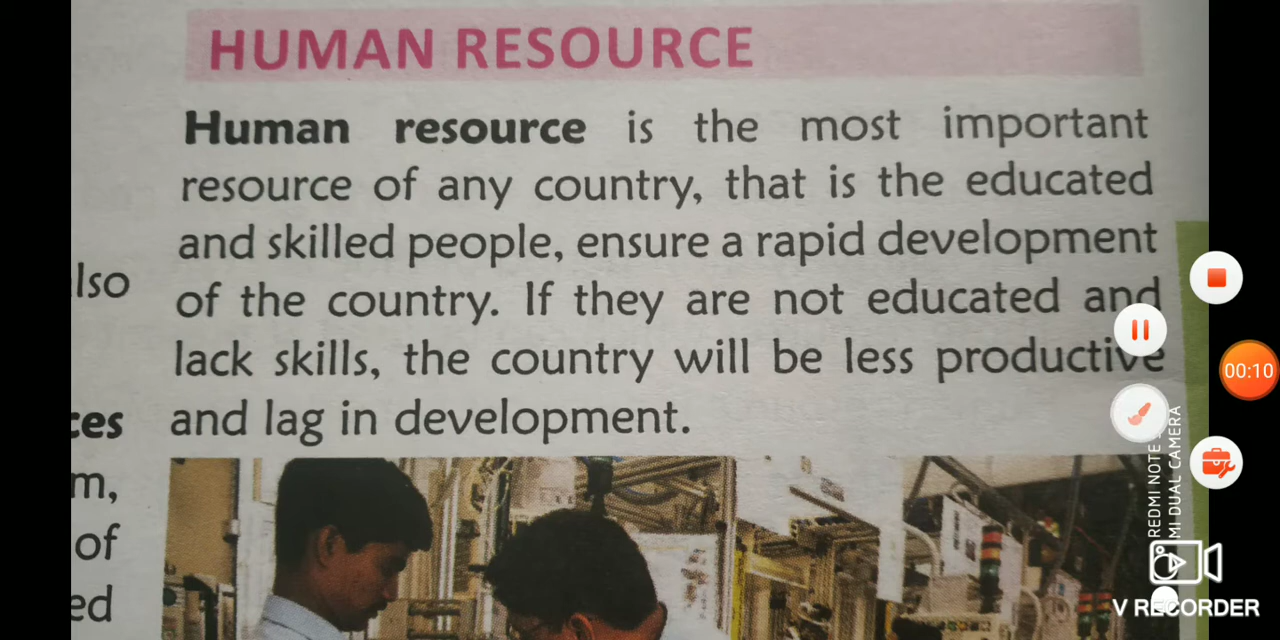 HUMAN RESOURCE
Human resource is the most important
resource of any country, that is the educated
and skilled people, ensure a rapid development
of the country. If they are not educated and
lack skills, the country will be less productive
and lag in development.
lso
ces
m,
of
ed
00:10
REDMI NOTE
MI DUAL CAMERA
V RECORDER